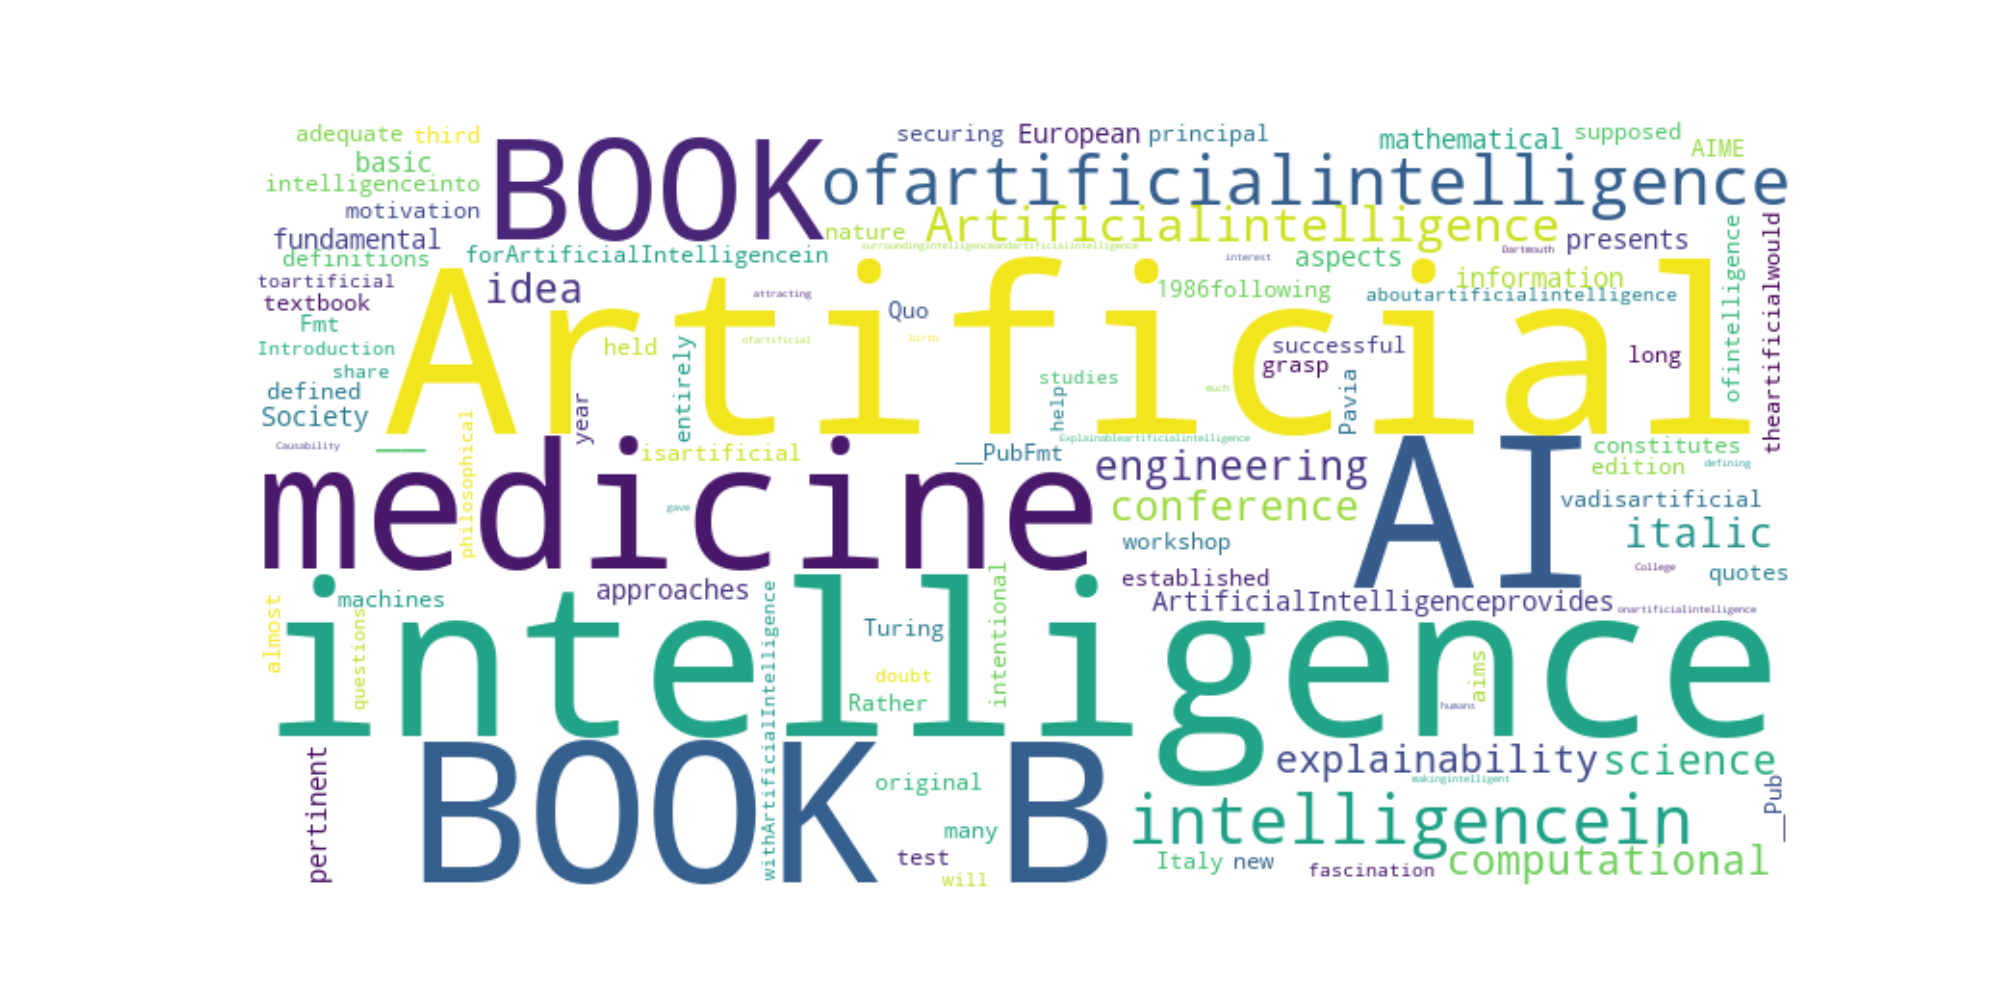 adequate third
BOOK
securing European principal
mathematical supposed
AIME
basic
ofartificialintelligence
intelligenceinto
motivation
nature
Artificialintelligence
presents
fundamental
surroundingintelligenceandartificialintelligence
Dartmouth
definitions
forArtificialIntelligencein
interest
aspects
ofintelligence
theartificialwould
toartificial
idea
attracting
1986following
information
aboutartificialintelligence
textbook
Quo
Fmt
Artificial
Introduction
held
ofartificial
birth
successful
long
share
entirely
grasp
defined
studies
much
Society
year
help
Pavia
Causability
__
philosophical
isartificial
__PubFmt
Explainableartificialintelligence
constitutes
medicine
engineering
AI
edition
defining
gave
conference
vadisartificial
workshop
italic
established
College
quotes
almost
machines
approaches
intentional
ArtificialIntelligenceprovides
onartificialintelligence
questions
withArtificialIntelligence
Turing
intelligence
doubt
aims
Rather
humans
pertinent
BOOK B
original
explainability
science
makingintelligent
__Pub
many
intelligencein
test
Italy new
fascination
computational
will